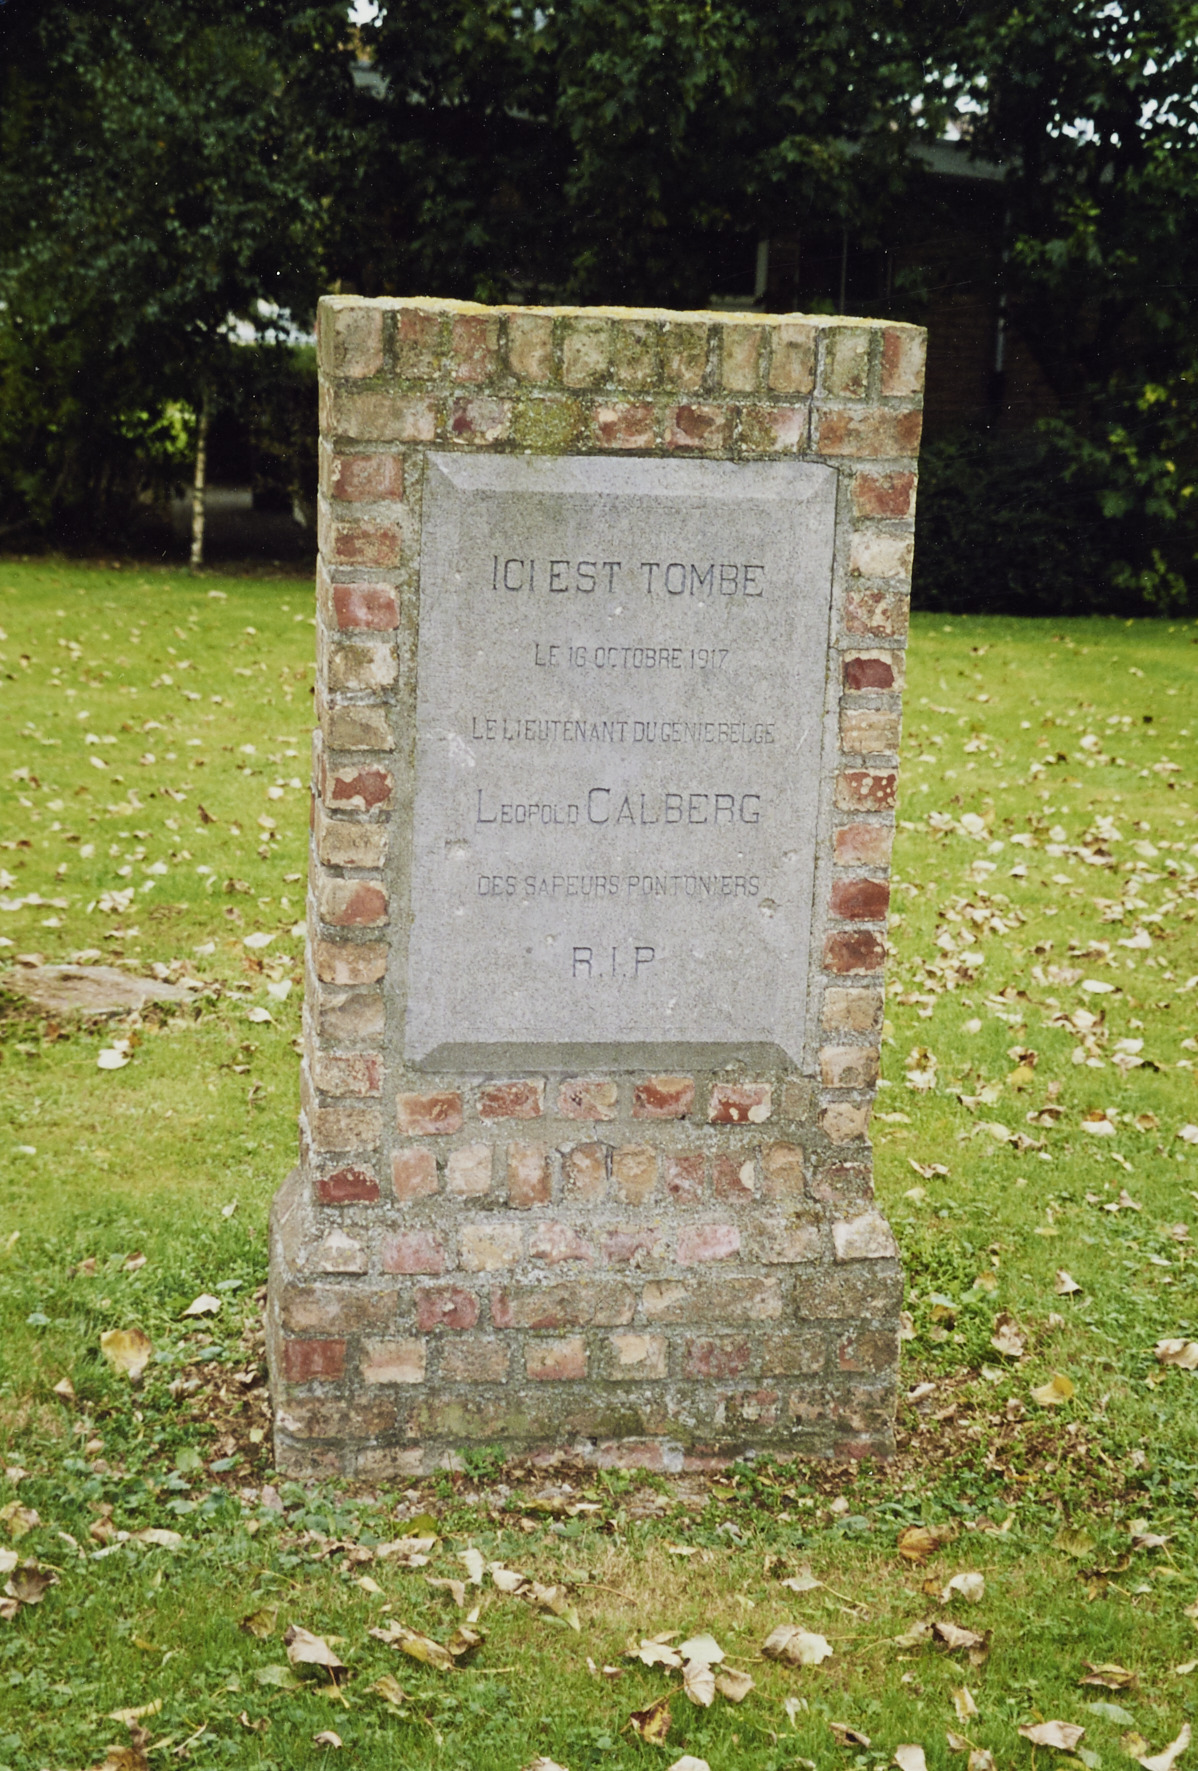 ICI EST TOMBE
LE 16 OCTOBRE 1917
LE LIEUTENANT DU GENIE BELGE
LEOPOLD CALBERG
DES SAPEURS PONTONIERS
R.I.P